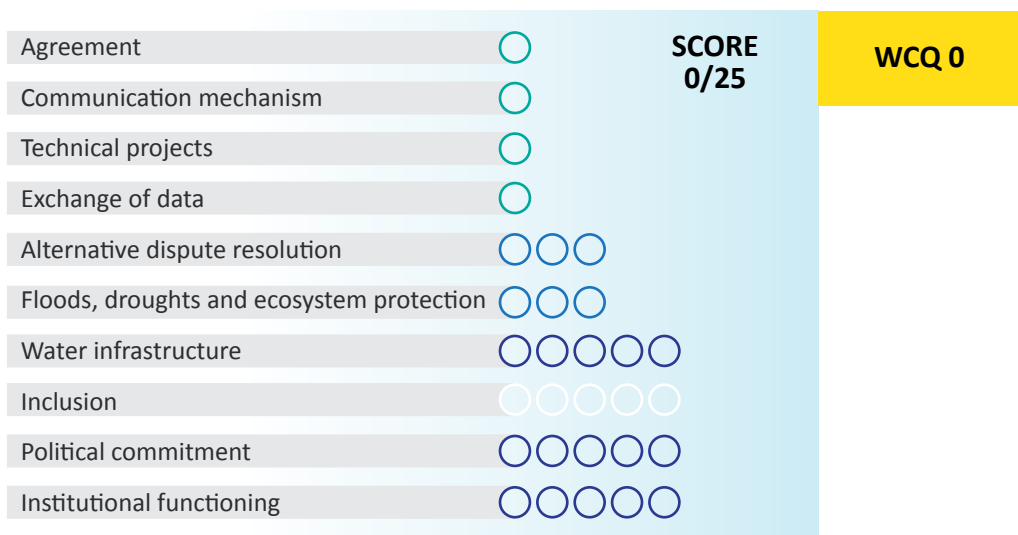 Agreement
SCORE
0/25
WCQ 0
Communication mechanism
Technical projects
Exchange of data
Alternative dispute resolution
Floods, droughts and ecosystem protection
Water infrastructure
Inclusion
Political commitment
Institutional functioning